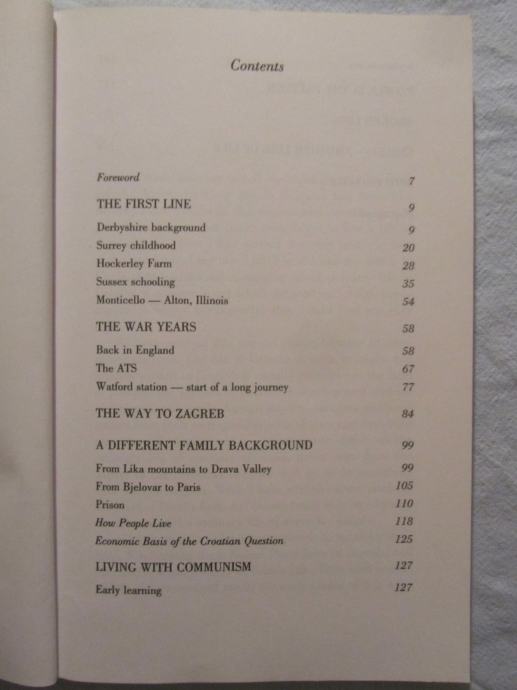 Contents
Foreword 7
THE FIRST LINE 9
Derbyshire background 9
Surrey childhood 20
Hockerley Farm 28
Sussex schooling 35
Monticello — Alton, Illinois 54
THE WAR YEARS 58
Back in England 58
The ATS 67
Watford station — start of a long journey 77
THE WAY TO ZAGREB 84
A DIFFERENT FAMILY BACKGROUND 99
From Lika mountains to Drava Valley 99
From Bjelovar to Paris 105
Prison 110
How People Live 118
Economic Basis of the Croatian Question 125
LIVING WITH COMMUNISM 127
Early learning 127